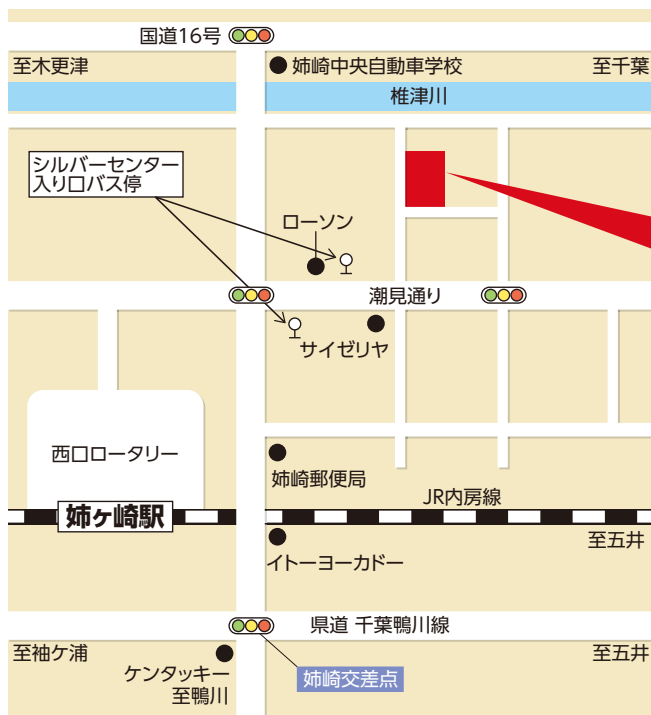 国道16号
至木更津
姉崎中央自動車学校
至千葉
椎津川
シルバーセンター
入り口バス停
ローソン
潮見通り
サイゼリヤ
西口ロータリー
姉崎郵便局
JR内房線
姉ヶ崎駅
イトーヨーカドー
至五井
県道 千葉鴨川線
至袖ケ浦
ケンタッキー
至鴨川
姉崎交差点
至五井